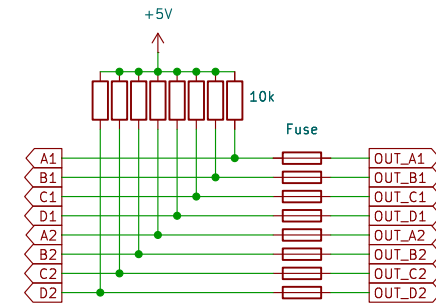 +5V
10k
Fuse
A1 OUT_A1
B1 OUT_B1
C1 OUT_C1
D1 OUT_D1
A2 OUT_A2
B2 OUT_B2
C2 OUT_C2
D2 OUT_D2